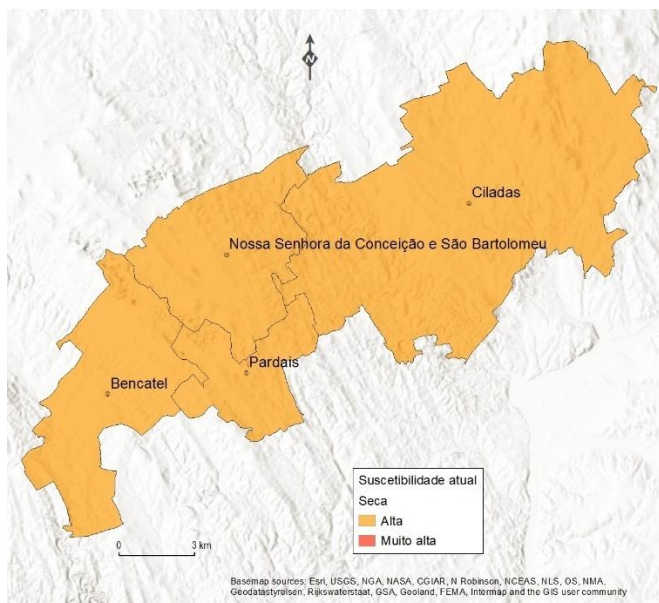 N
Ciladas
Nossa Senhora da Conceição e São Bartolomeu
Pardais
Bencatel
Suscetibilidade atual
Seca
Alta
Muito alta
0 3 km
Basemap sources: Esri, USGS, NGA, NASA, CGIAR, N Robinson, NCEAS, NLS, OS, NMA,
Geodatastyrelsen, Rijkswaterstaat, GSA, Geoland, FEMA, Intermap and the GIS user community